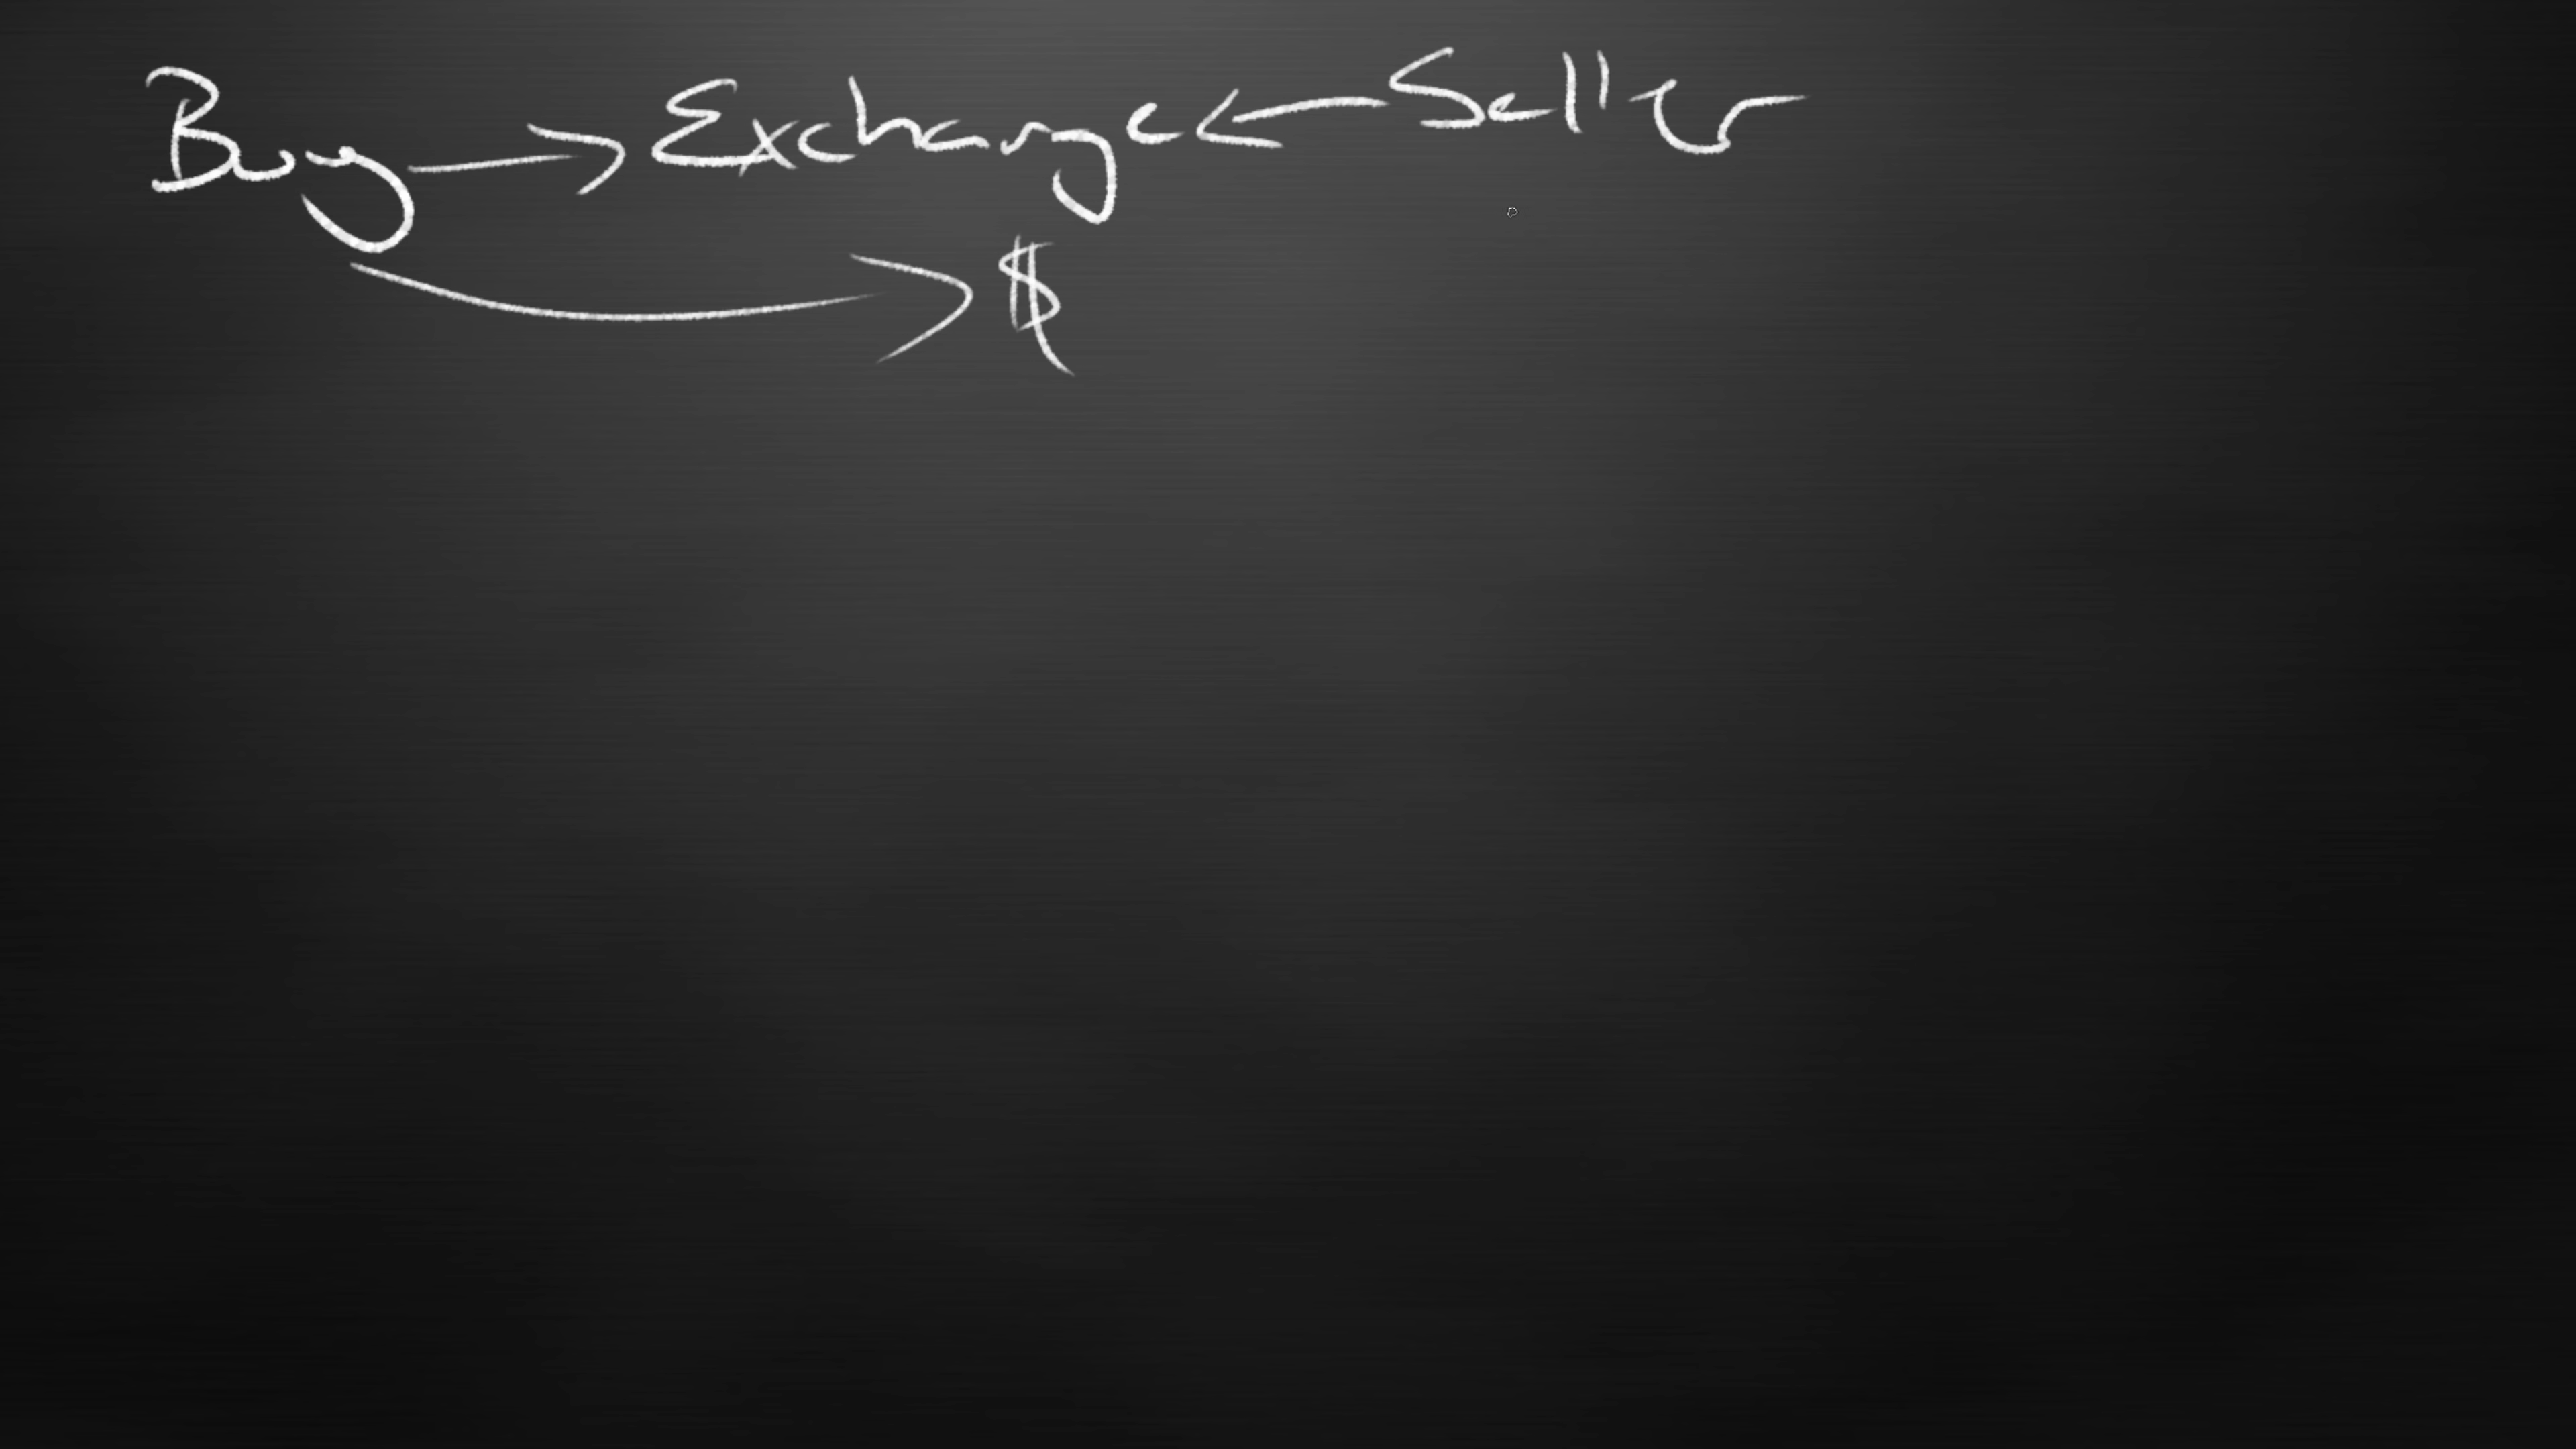 Buy → Exchange ← Seller
→ $